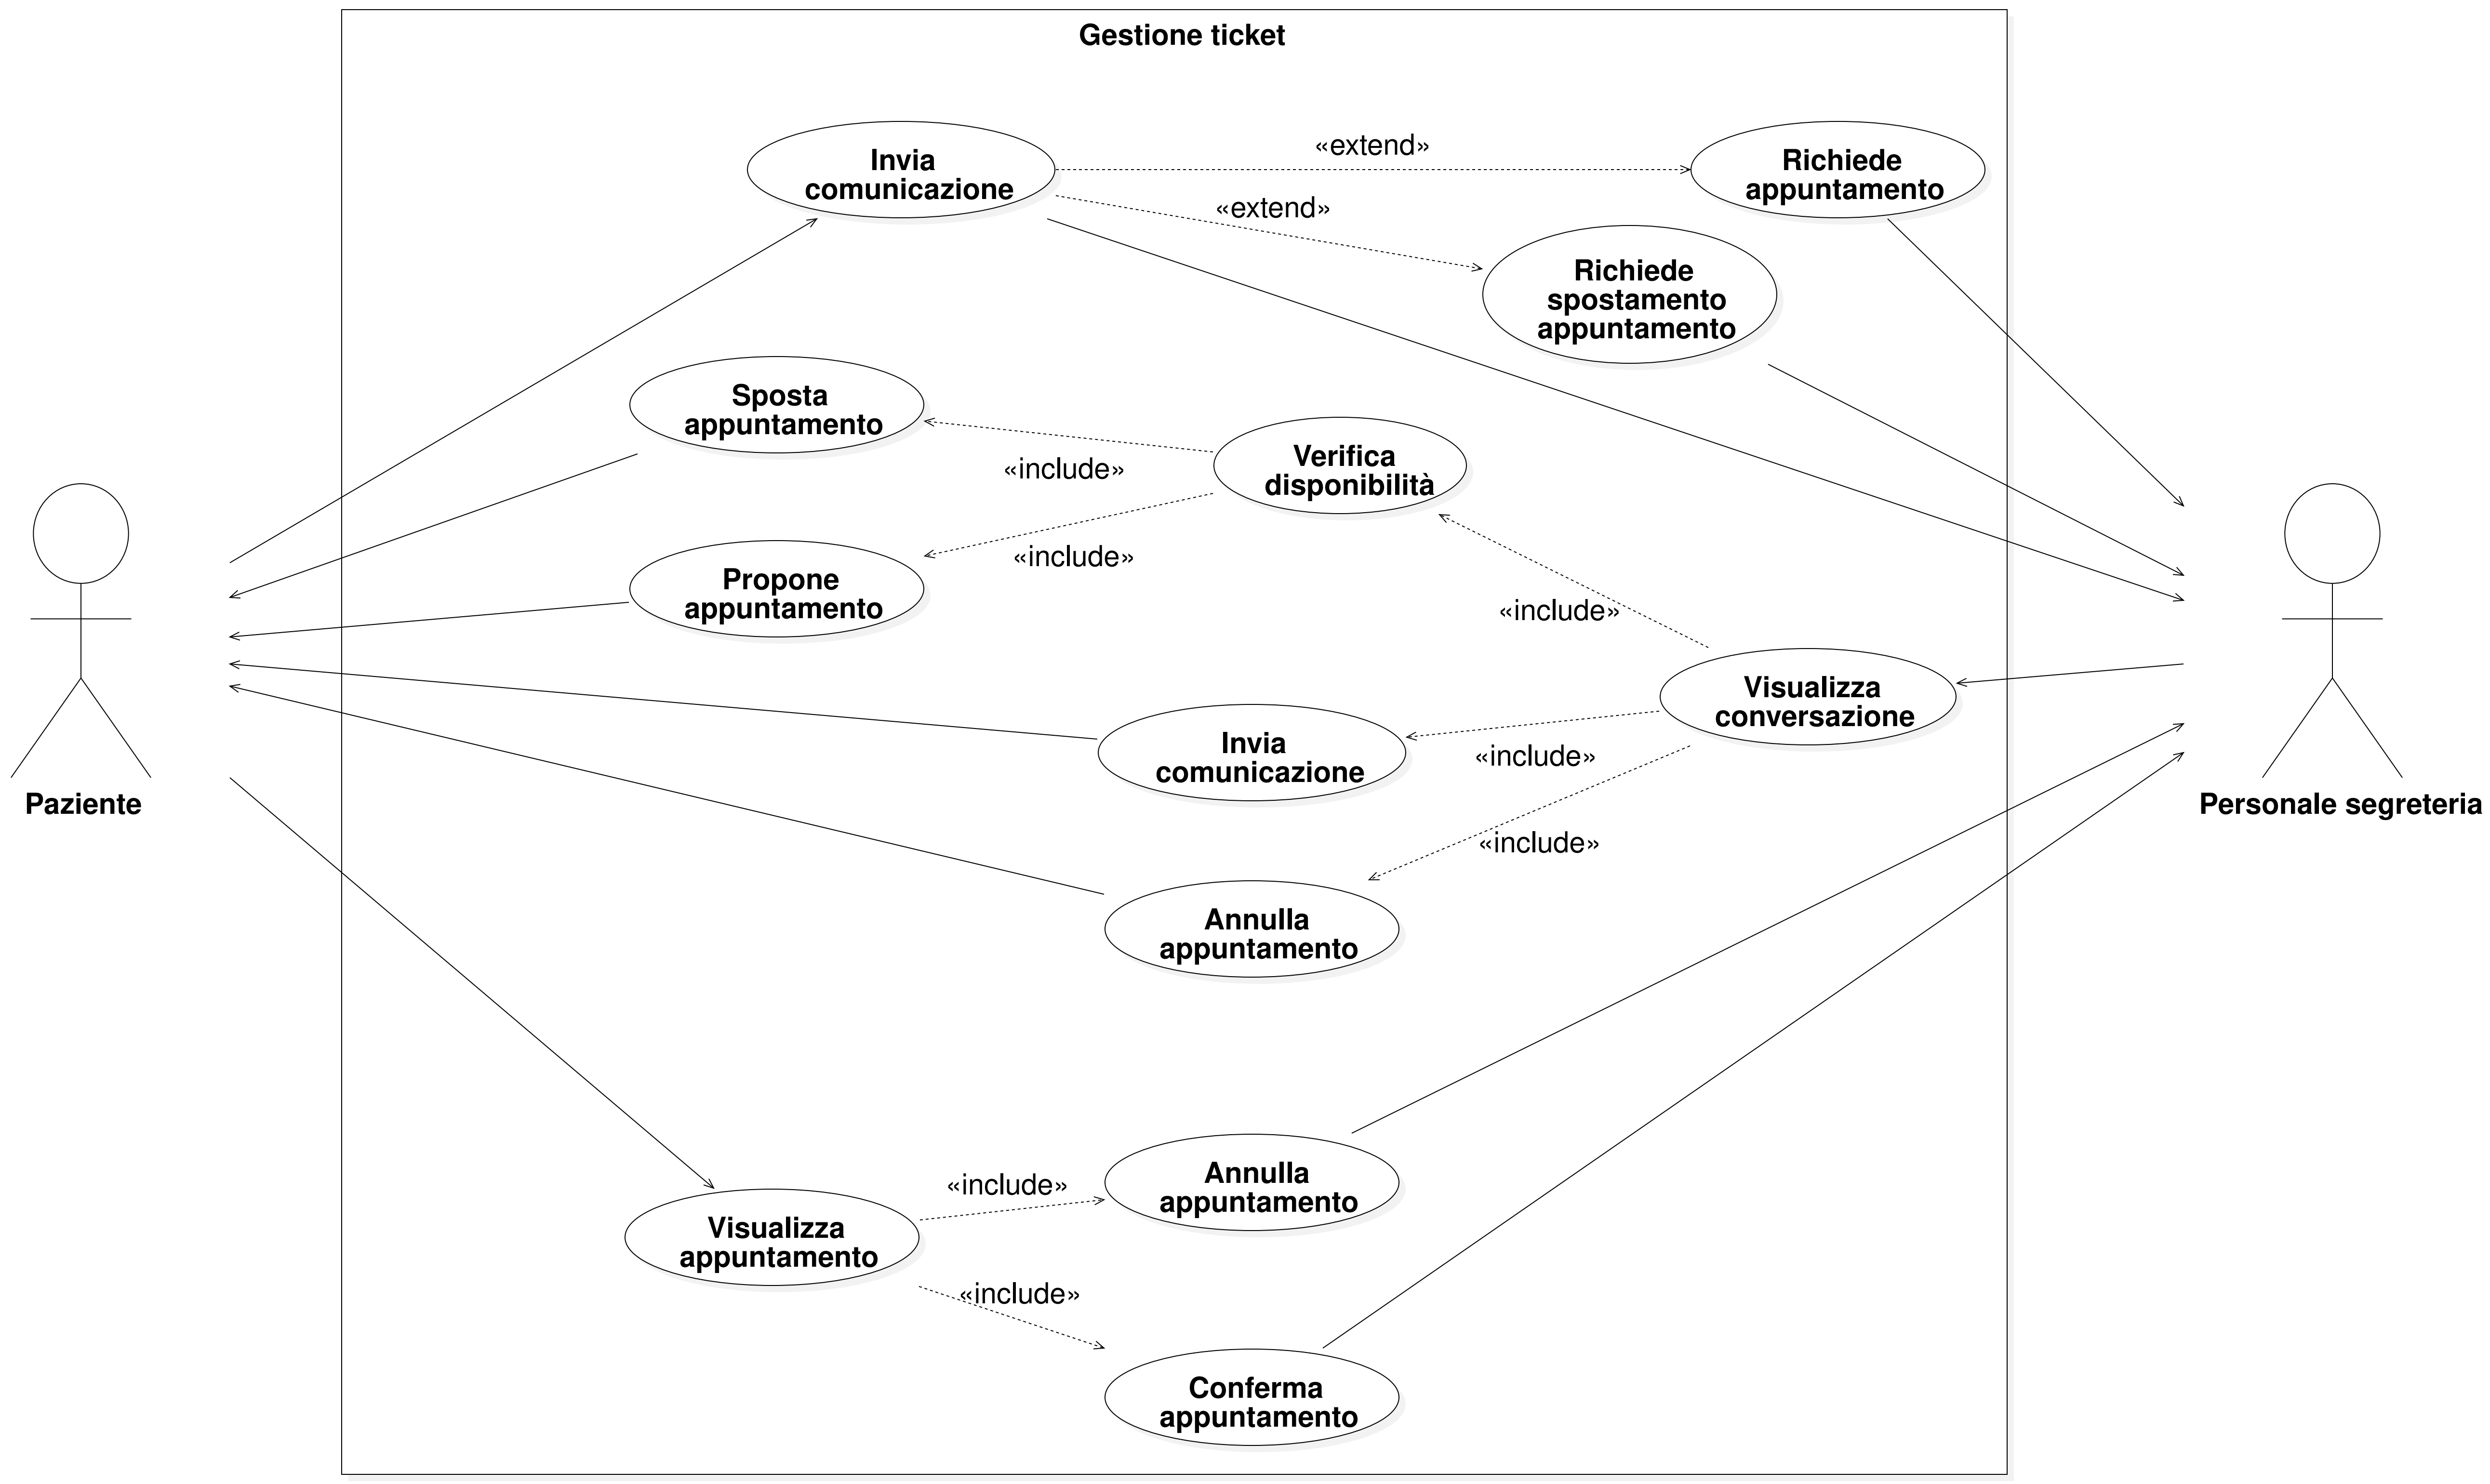 Gestione ticket
Invia
comunicazione
«extend»
Richiede
appuntamento
«extend»
Richiede
spostamento
appuntamento
Sposta
appuntamento
«include»
Verifica
disponibilità
«include»
Propone
appuntamento
«include»
Visualizza
conversazione
Invia
comunicazione
«include»
Paziente
Personale segreteria
«include»
Annulla
appuntamento
Annulla
appuntamento
«include»
Visualizza
appuntamento
«include»
Conferma
appuntamento